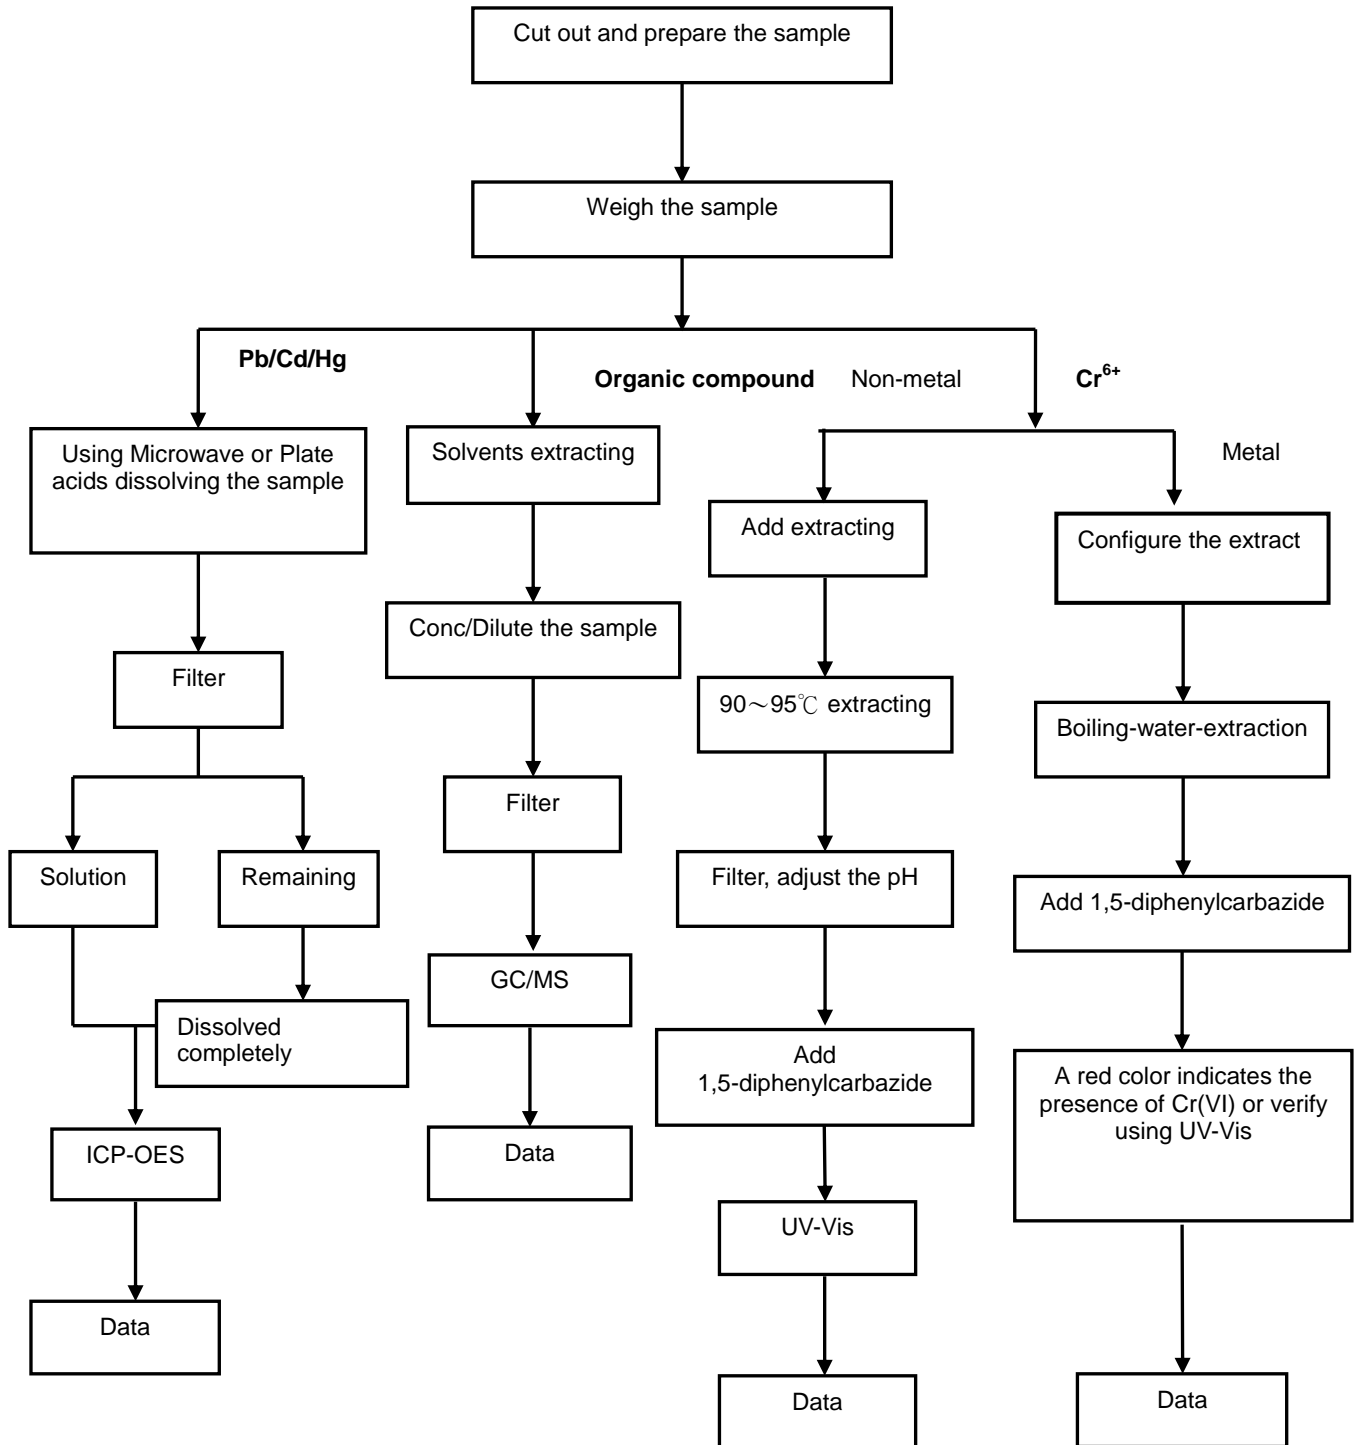 Cut out and prepare the sample
Weigh the sample
Pb/Cd/Hg
Organic compound
Non-metal
Cr6+
Metal
Using Microwave or Plate
acids dissolving the sample
Solvents extracting
Add extracting
Configure the extract
Conc/Dilute the sample
Filter
90～95℃ extracting
Boiling-water-extraction
Filter
Solution
Remaining
Filter, adjust the pH
Add 1,5-diphenylcarbazide
GC/MS
Dissolved
completely
Add
1,5-diphenylcarbazide
A red color indicates the
presence of Cr(VI) or verify
using UV-Vis
ICP-OES
Data
UV-Vis
Data
Data
Data